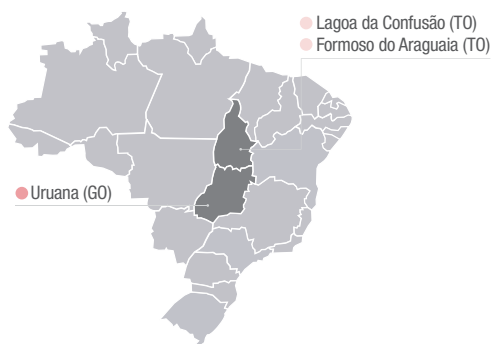 Lagoa da Confusão (TO)
Formoso do Araguaia (TO)
Uruana (GO)